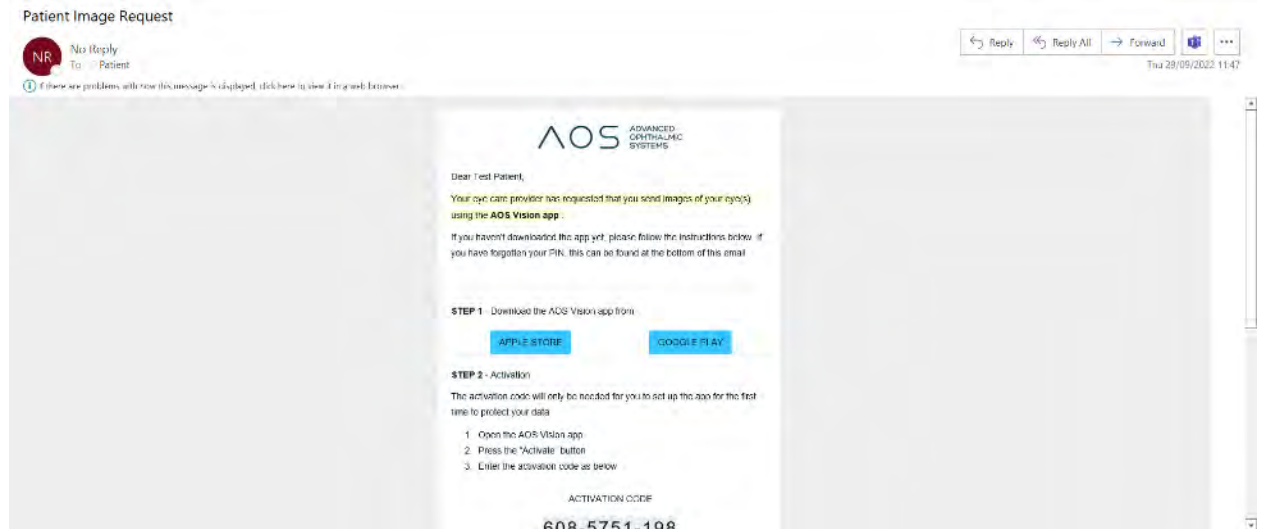 Patient Image Request
NR
No Reply
To Patient
Reply
Reply All
Forward
Thu 29/09/2022 11:47
If there are problems with how this message is displayed, click here to view it in a web browser.
AOS ADVANCED
OPHTHALMIC
SYSTEMS
Dear Test Patient,
Your eye care provider has requested that you send images of your eye(s)
using the AOS Vision app .
If you haven't downloaded the app yet, please follow the instructions below. If
you have forgotten your PIN, this can be found at the bottom of this email
STEP 1 - Download the AOS Vision app from
APPLE STORE
GOOGLE PLAY
STEP 2 - Activation
The activation code will only be needed for you to set up the app for the first
time to protect your data
1. Open the AOS Vision app
2. Press the "Activate" button
3. Enter the activation code as below
ACTIVATION CODE
608-5751-198